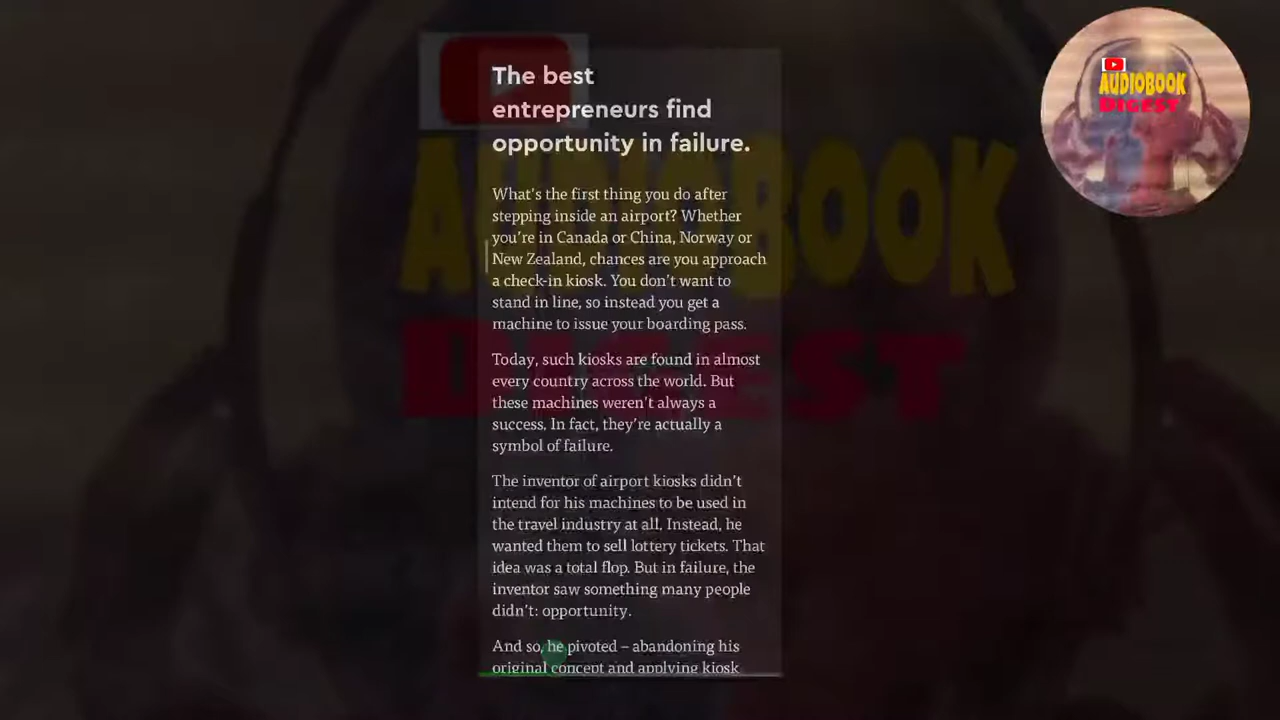 The best
entrepreneurs find
opportunity in failure.
What's the first thing you do after
stepping inside an airport? Whether
you're in Canada or China, Norway or
New Zealand, chances are you approach
a check-in kiosk. You don't want to
stand in line, so instead you get a
machine to issue your boarding pass.
Today, such kiosks are found in almost
every country across the world. But
these machines weren't always a
success. In fact, they're actually a
symbol of failure.
The inventor of airport kiosks didn't
intend for his machines to be used in
the travel industry at all. Instead, he
wanted them to sell lottery tickets. That
idea was a total flop. But in failure, the
inventor saw something many people
didn't: opportunity.
And so, he pivoted – abandoning his
original concept and applying kiosk
AUDIOBOOK
DIGEST
AUDIOBOOK
DIGEST